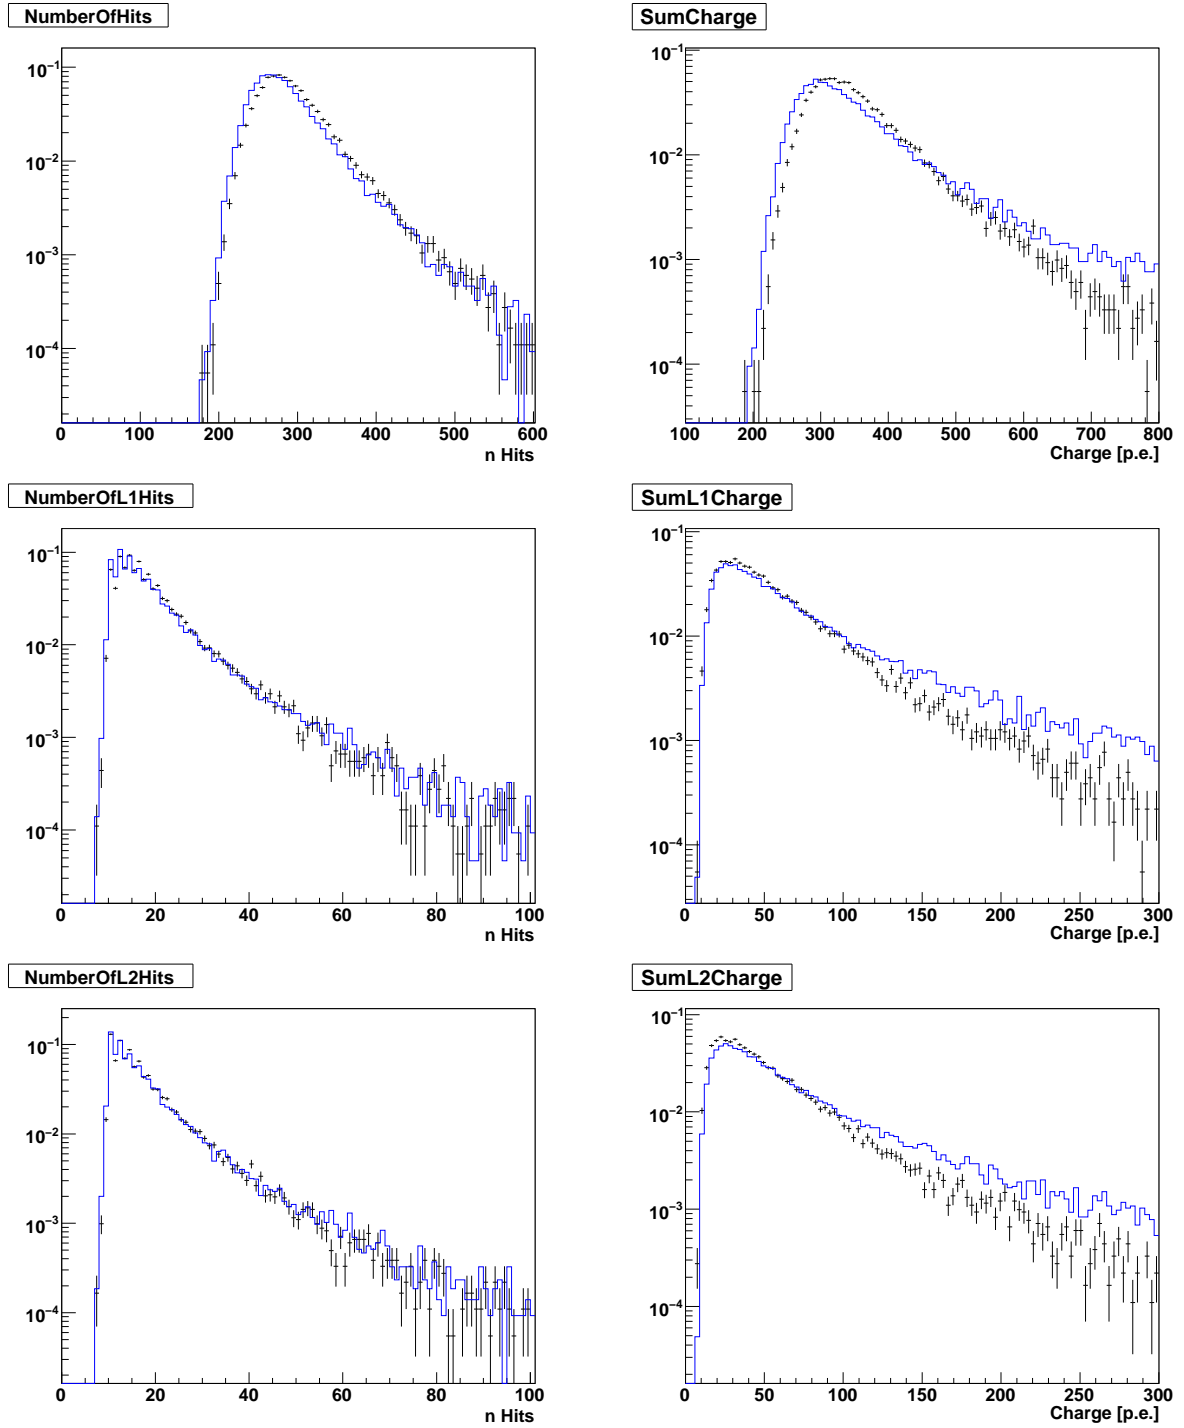 NumberOfHits
10⁻¹
10⁻²
10⁻³
10⁻⁴
0 100 200 300 400 500 600
n Hits
SumCharge
10⁻¹
10⁻²
10⁻³
10⁻⁴
100 200 300 400 500 600 700 800
Charge [p.e.]
NumberOfL1Hits
10⁻¹
10⁻²
10⁻³
10⁻⁴
0 20 40 60 80 100
n Hits
SumL1Charge
10⁻¹
10⁻²
10⁻³
10⁻⁴
0 50 100 150 200 250 300
Charge [p.e.]
NumberOfL2Hits
10⁻¹
10⁻²
10⁻³
10⁻⁴
0 20 40 60 80 100
n Hits
SumL2Charge
10⁻¹
10⁻²
10⁻³
10⁻⁴
0 50 100 150 200 250 300
Charge [p.e.]